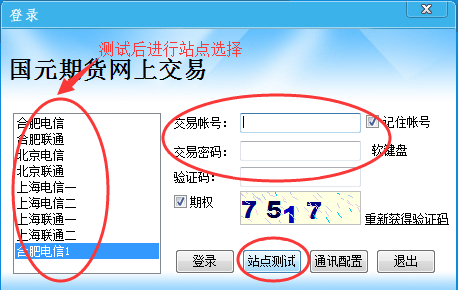 登录
测试后进行站点选择
国元期货网上交易
合肥电信
合肥联通
北京电信
北京联通
上海电信一
上海电信二
上海联通一
上海联通二
合肥电信1
交易帐号：
记住帐号
交易密码：
软键盘
验证码：
期权
7 5 1 7
重新获得验证码
登录
站点测试
通讯配置
退出